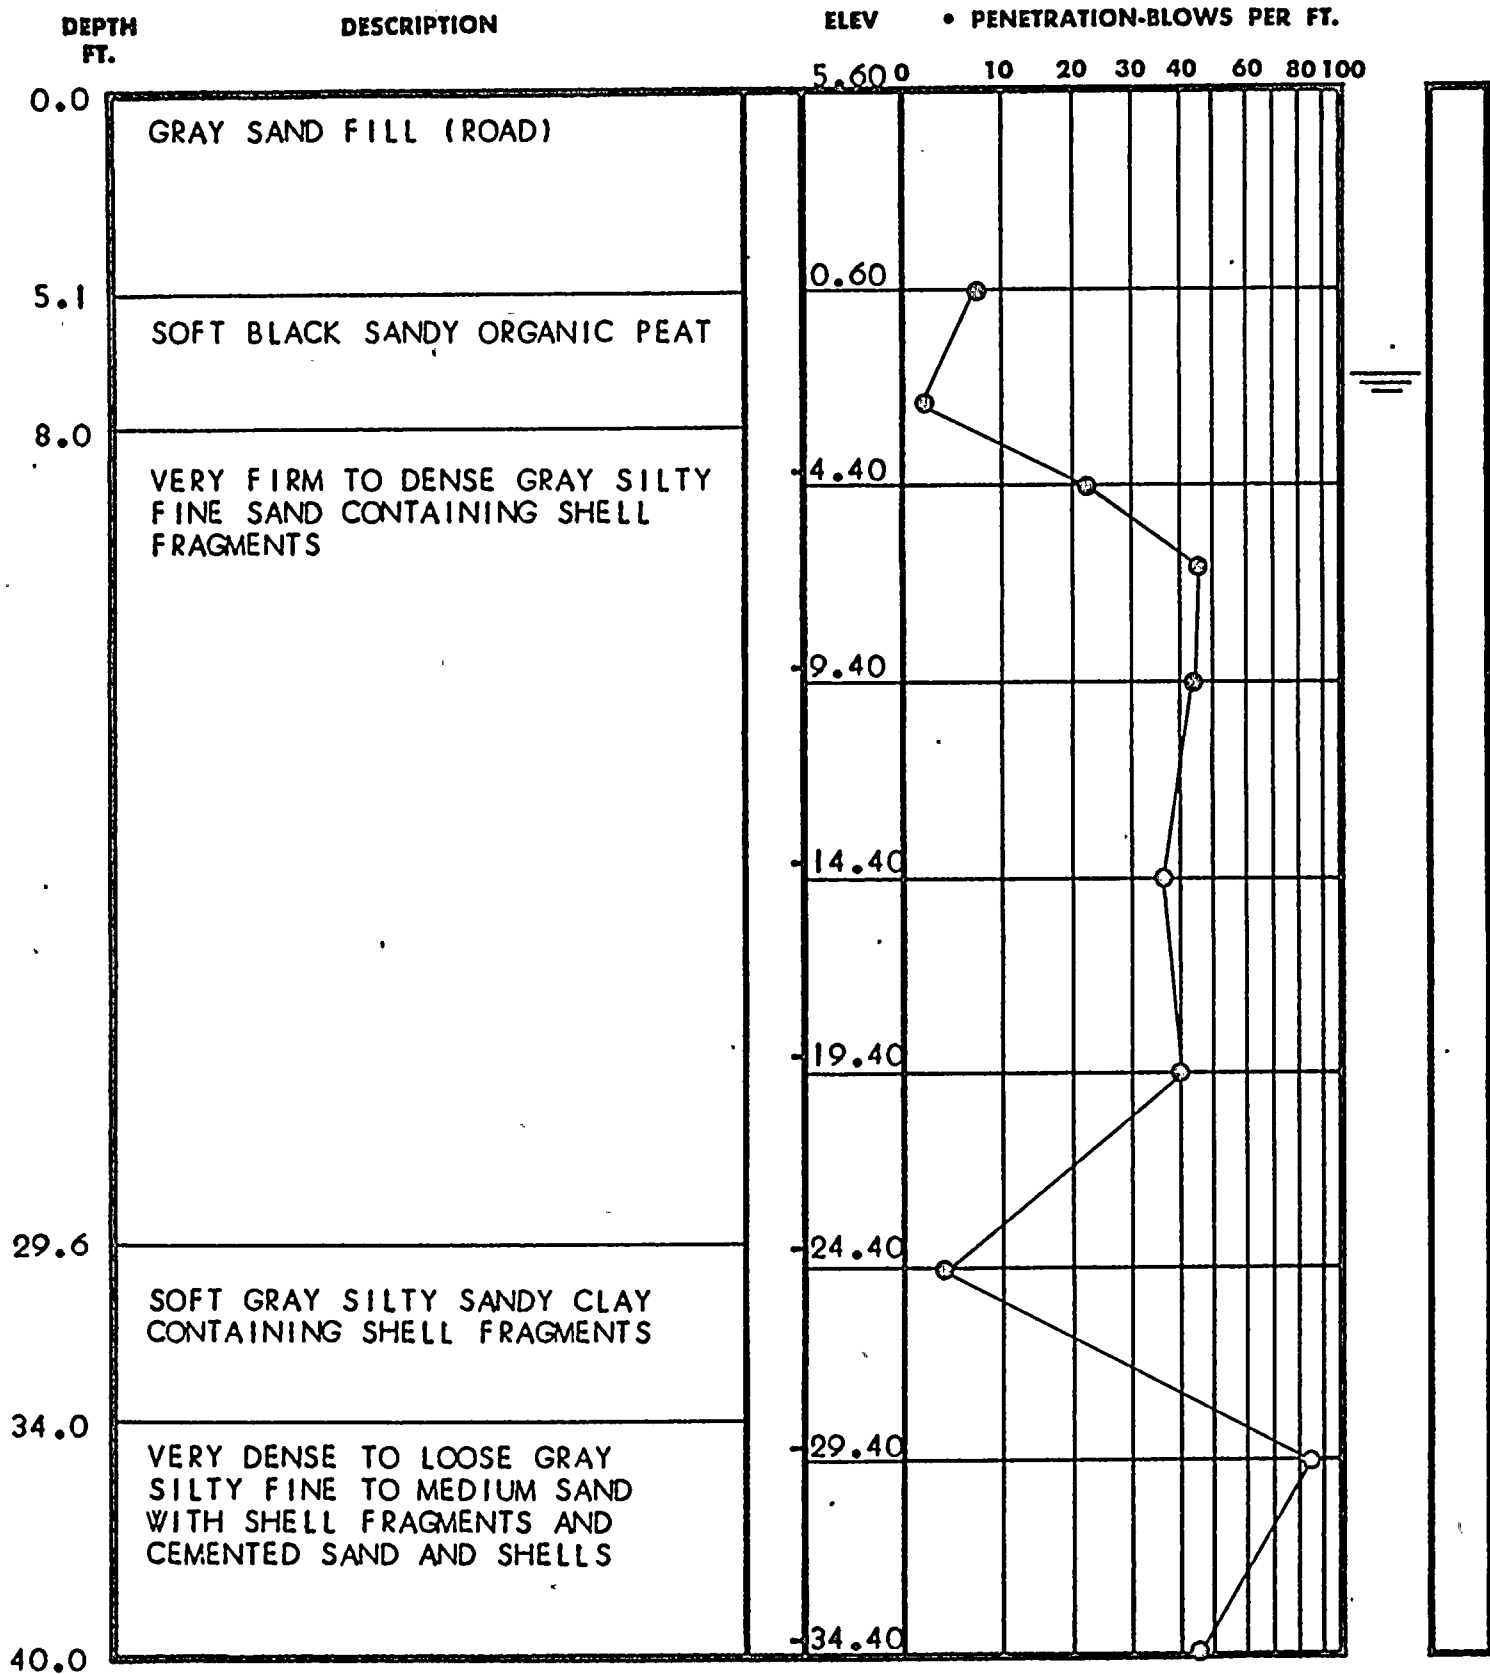 DEPTH FT. DESCRIPTION ELEV • PENETRATION-BLOWS PER FT.
5.60 0 10 20 30 40 60 80 100
0.0
GRAY SAND FILL (ROAD)
0.60
5.1
SOFT BLACK SANDY ORGANIC PEAT
8.0
VERY FIRM TO DENSE GRAY SILTY
FINE SAND CONTAINING SHELL
FRAGMENTS
-4.40
-9.40
-14.40
-19.40
-24.40
29.6
SOFT GRAY SILTY SANDY CLAY
CONTAINING SHELL FRAGMENTS
34.0
VERY DENSE TO LOOSE GRAY
SILTY FINE TO MEDIUM SAND
WITH SHELL FRAGMENTS AND
CEMENTED SAND AND SHELLS
-29.40
-34.40
40.0